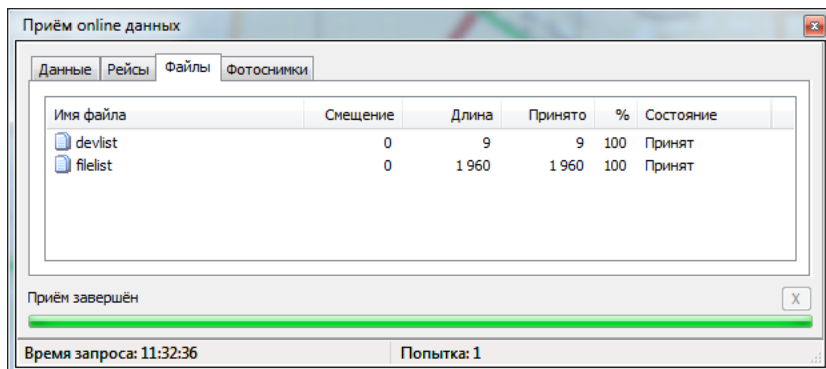 Приём online данных
Данные Рейсы Файлы Фотоснимки
Имя файла Смещение Длина Принято % Состояние
devlist 0 9 9 100 Принят
filelist 0 1 960 1 960 100 Принят
Приём завершён X
Время запроса: 11:32:36 Попытка: 1